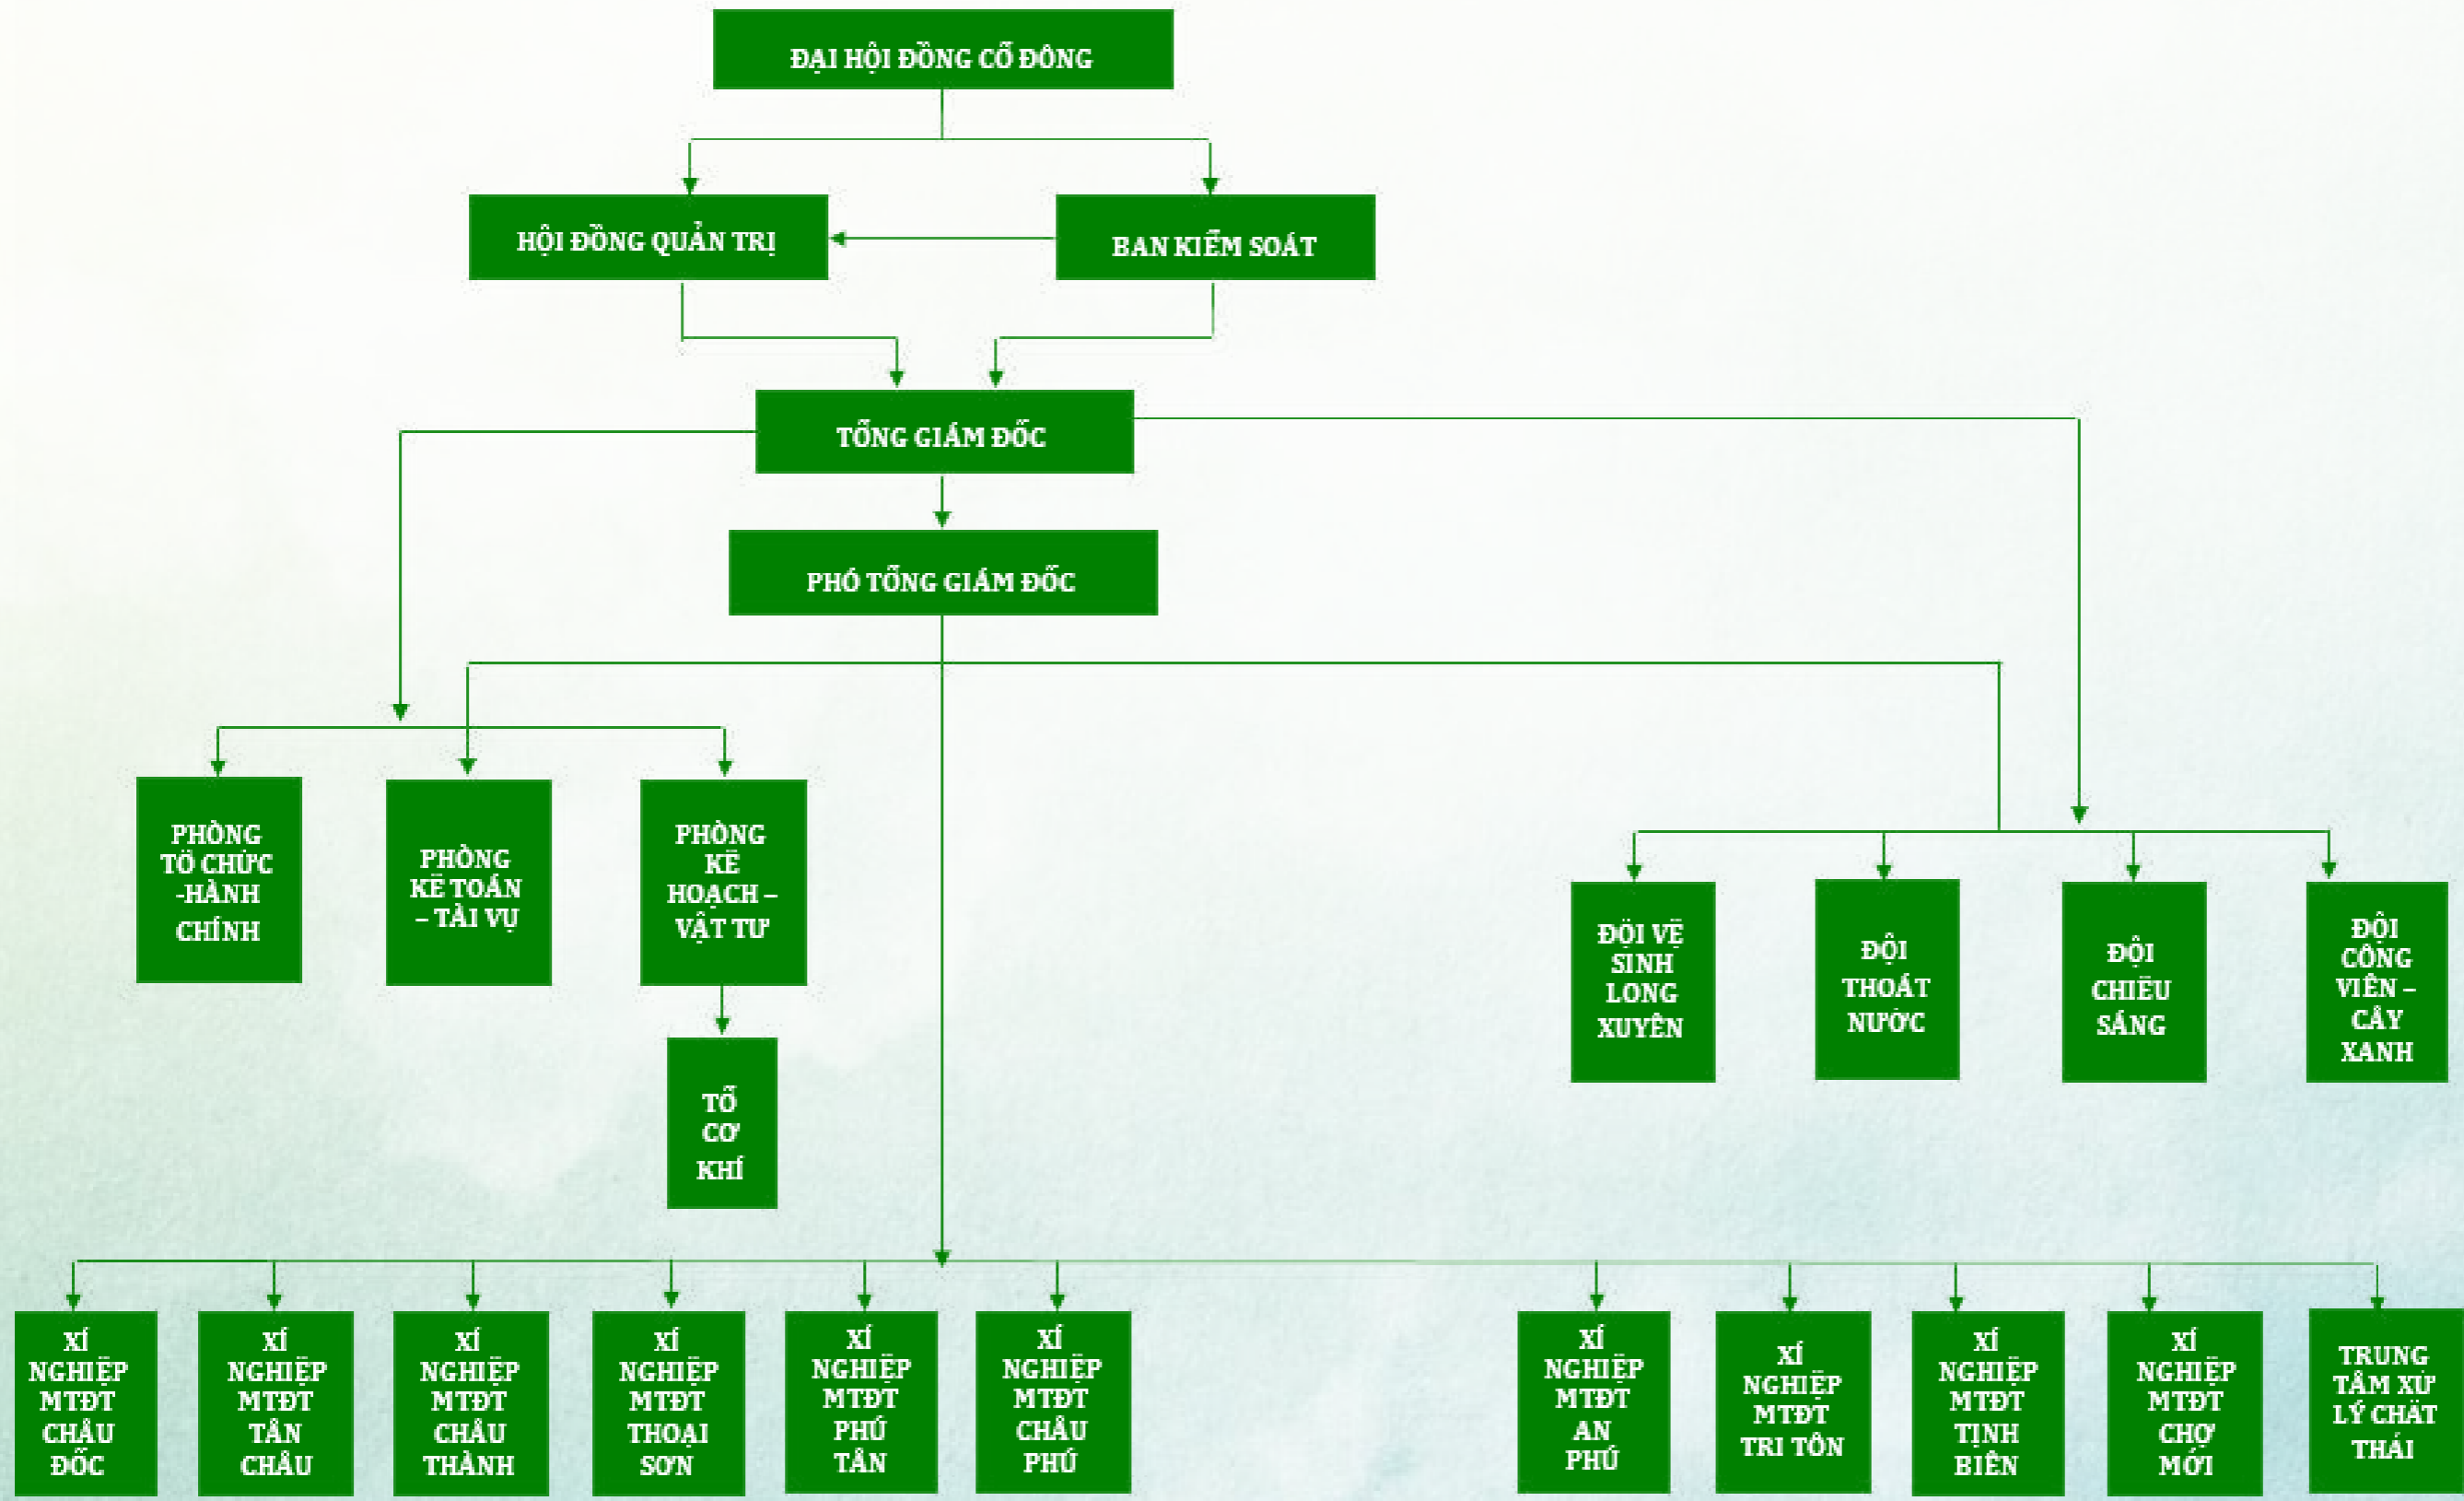 ĐẠI HỘI ĐỒNG CỔ ĐÔNG
HỘI ĐỒNG QUẢN TRỊ
BAN KIỂM SOÁT
TỔNG GIÁM ĐỐC
PHÓ TỔNG GIÁM ĐỐC
PHÒNG
TỔ CHỨC
-HÀNH
CHÍNH
PHÒNG
KẾ TOÁN
– TÀI VỤ
PHÒNG
KẾ
HOẠCH –
VẬT TƯ
TỔ
CƠ
KHÍ
ĐỘI VỆ
SINH
LONG
XUYÊN
ĐỘI
THOÁT
NƯỚC
ĐỘI
CHIẾU
SÁNG
ĐỘI
CÔNG
VIÊN –
CÂY
XANH
XÍ
NGHIỆP
MTĐT
CHÂU
ĐỐC
XÍ
NGHIỆP
MTĐT
TÂN
CHÂU
XÍ
NGHIỆP
MTĐT
CHÂU
THÀNH
XÍ
NGHIỆP
MTĐT
THOẠI
SƠN
XÍ
NGHIỆP
MTĐT
PHÚ
TÂN
XÍ
NGHIỆP
MTĐT
CHÂU
PHÚ
XÍ
NGHIỆP
MTĐT
AN
PHÚ
XÍ
NGHIỆP
MTĐT
TRI TÔN
XÍ
NGHIỆP
MTĐT
TỊNH
BIÊN
XÍ
NGHIỆP
MTĐT
CHỢ
MỚI
TRUNG
TÂM XỬ
LÝ CHẤT
THẢI